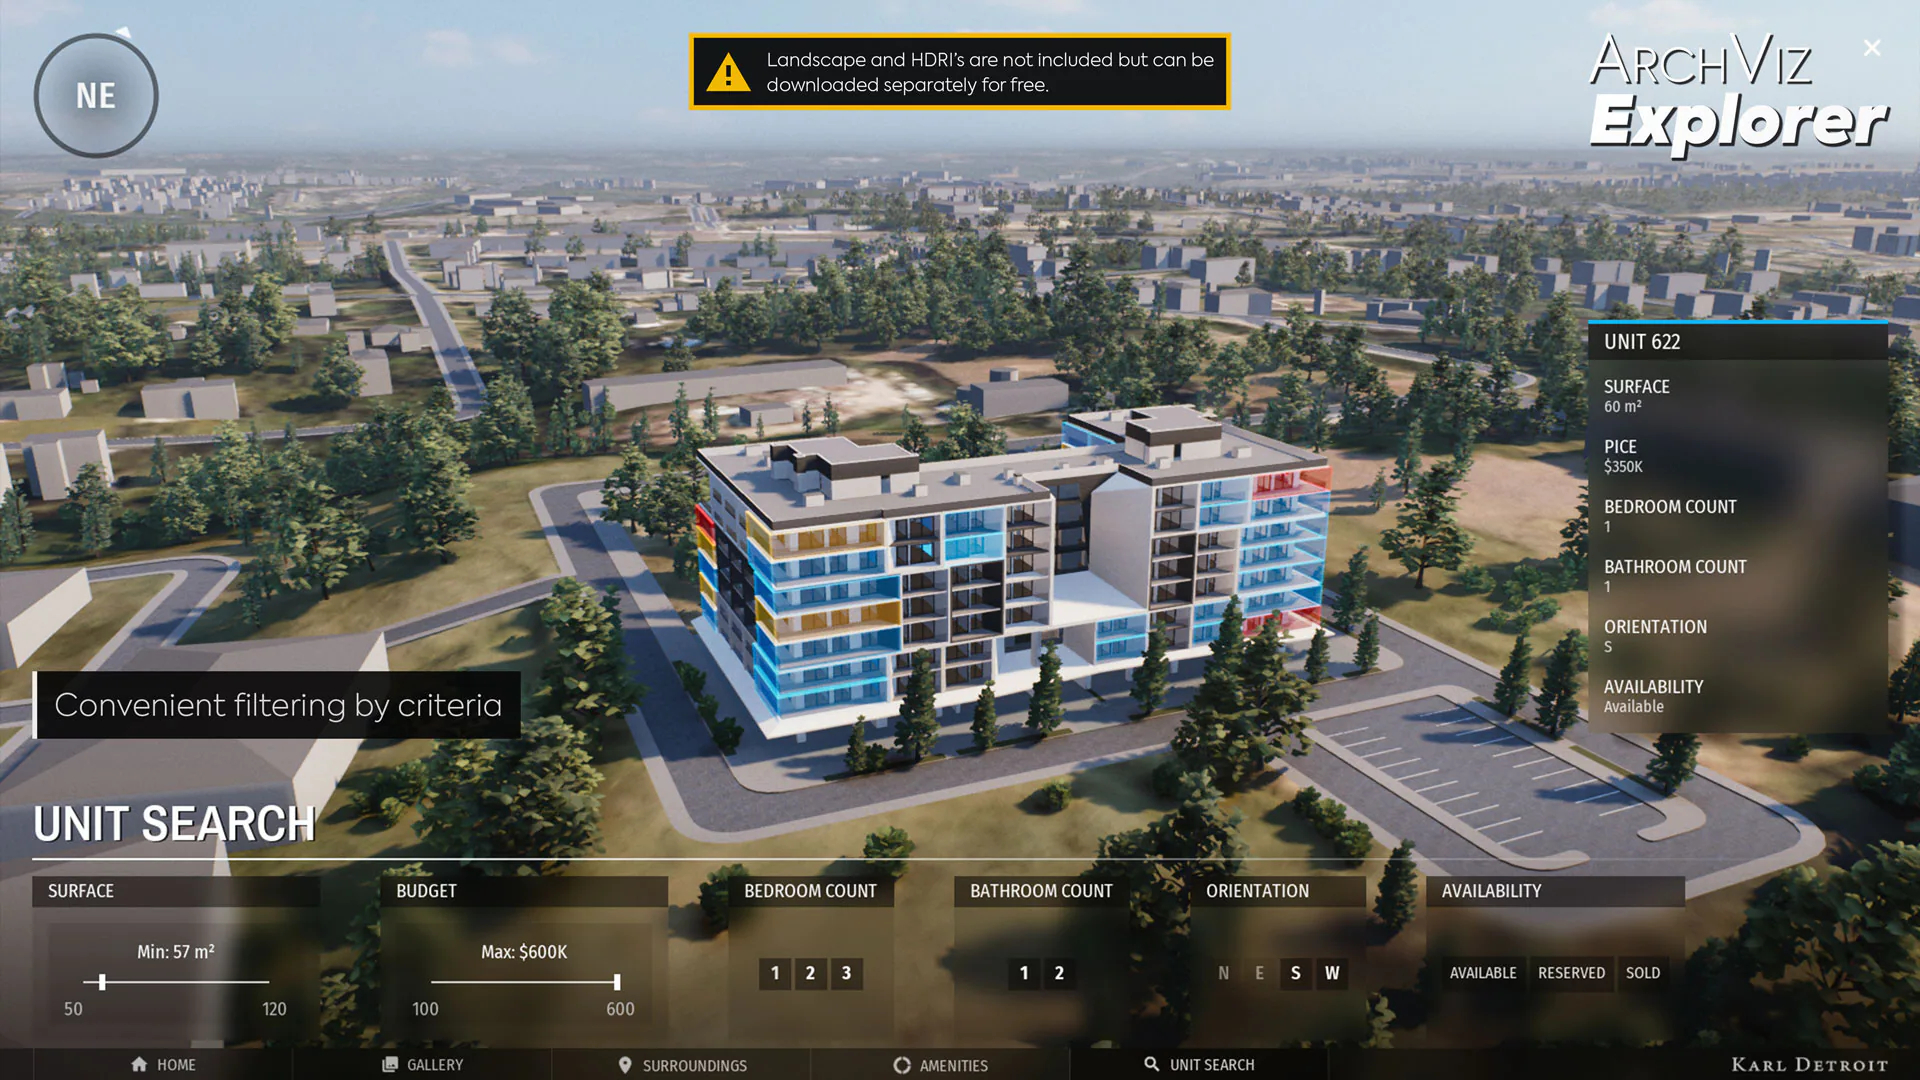 NE
Landscape and HDRI's are not included but can be
downloaded separately for free.
ARCHVIZ
Explorer
UNIT 622
SURFACE
60 m²
PICE
$350K
BEDROOM COUNT
1
BATHROOM COUNT
1
ORIENTATION
S
AVAILABILITY
Available
Convenient filtering by criteria
UNIT SEARCH
SURFACE
Min: 57 m²
50 120
BUDGET
Max: $600K
100 600
BEDROOM COUNT
1 2 3
BATHROOM COUNT
1 2
ORIENTATION
N E S W
AVAILABILITY
AVAILABLE RESERVED SOLD
HOME GALLERY SURROUNDINGS AMENITIES UNIT SEARCH
KARL DETROIT